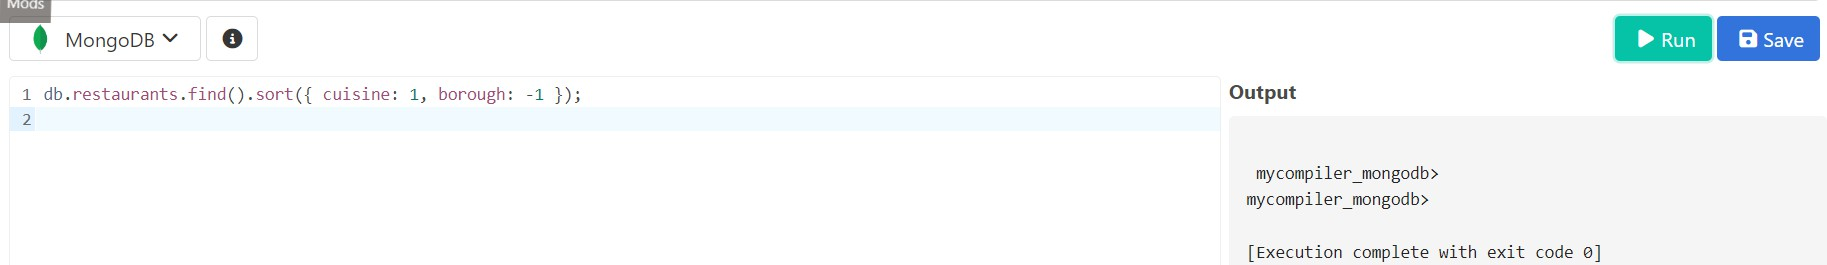 Mods
MongoDB
Run
Save
1 db.restaurants.find().sort({ cuisine: 1, borough: -1 });
2
Output
mycompiler_mongodb>
mycompiler_mongodb>
[Execution complete with exit code 0]